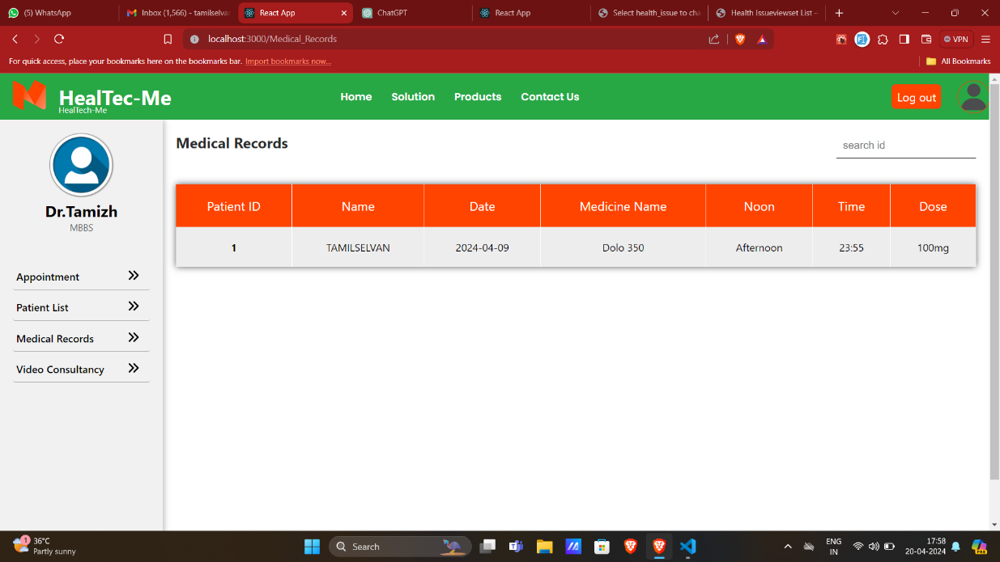 (5) WhatsApp
Inbox (1,566) - tamilselvan
React App
ChatGPT
React App
Select health_issue to cha
Health Issueviewset List –
localhost:3000/Medical_Records
VPN
For quick access, place your bookmarks here on the bookmarks bar. Import bookmarks now...
All Bookmarks
HealTec-Me
HealTech-Me
Home Solution Products Contact Us
Log out
Dr.Tamizh
MBBS
Appointment
Patient List
Medical Records
Video Consultancy
Medical Records
search id
Patient ID Name Date Medicine Name Noon Time Dose
1 TAMILSELVAN 2024-04-09 Dolo 350 Afternoon 23:55 100mg
1
36°C
Partly sunny
Search
ENG
IN
17:58
20-04-2024
PRE